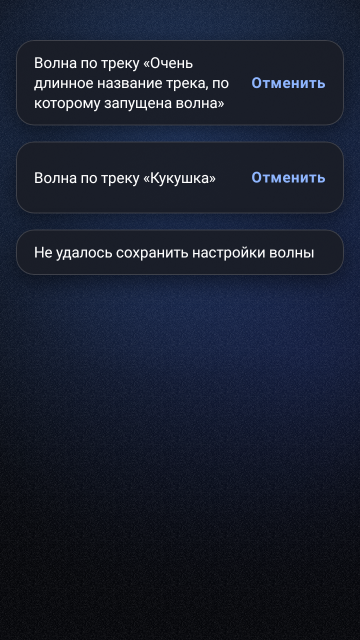 Волна по треку «Очень
длинное название трека, по
которому запущена волна»
Отменить
Волна по треку «Кукушка»
Отменить
Не удалось сохранить настройки волны